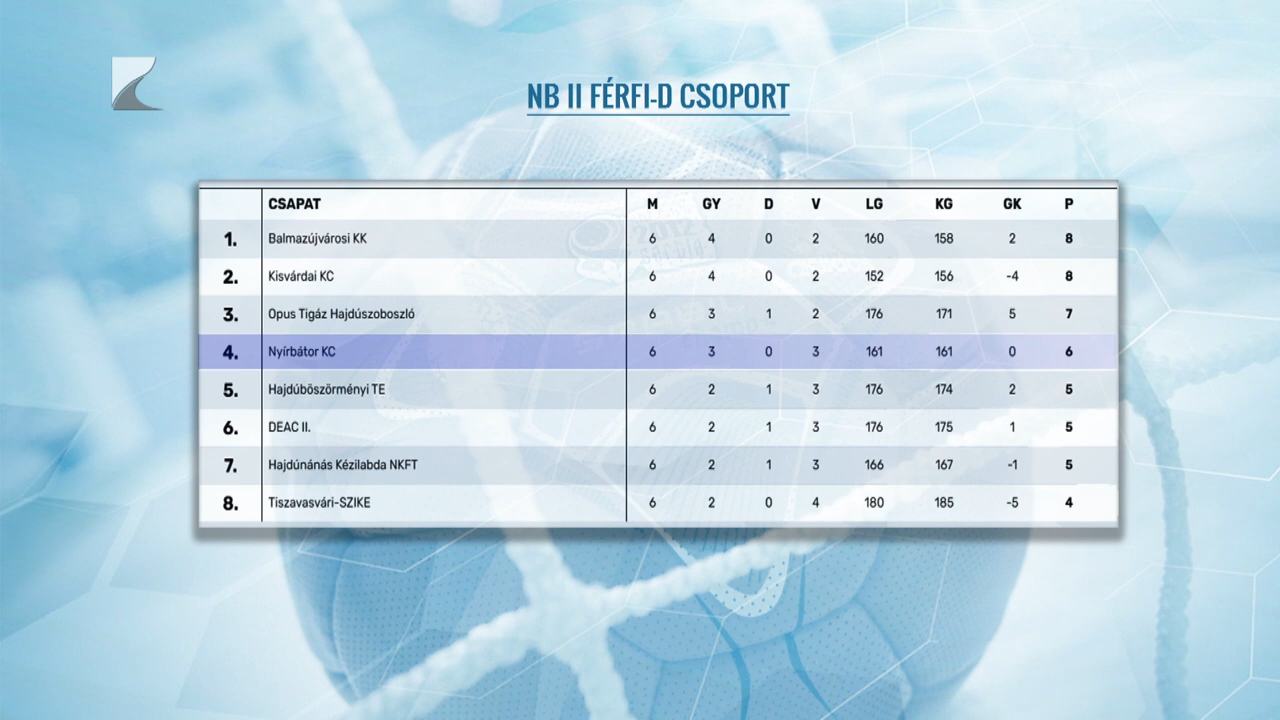 NB II FÉRFI-D CSOPORT
CSAPAT M GY D V LG KG GK P
1. Balmazújvárosi KK 6 4 0 2 160 158 2 8
2. Kisvárdai KC 6 4 0 2 152 156 -4 8
3. Opus Tigáz Hajdúszoboszló 6 3 1 2 176 171 5 7
4. Nyírbátor KC 6 3 0 3 161 161 0 6
5. Hajdúböszörményi TE 6 2 1 3 176 174 2 5
6. DEAC II. 6 2 1 3 176 175 1 5
7. Hajdúnánás Kézilabda NKFT 6 2 1 3 166 167 -1 5
8. Tiszavasvári-SZIKE 6 2 0 4 180 185 -5 4